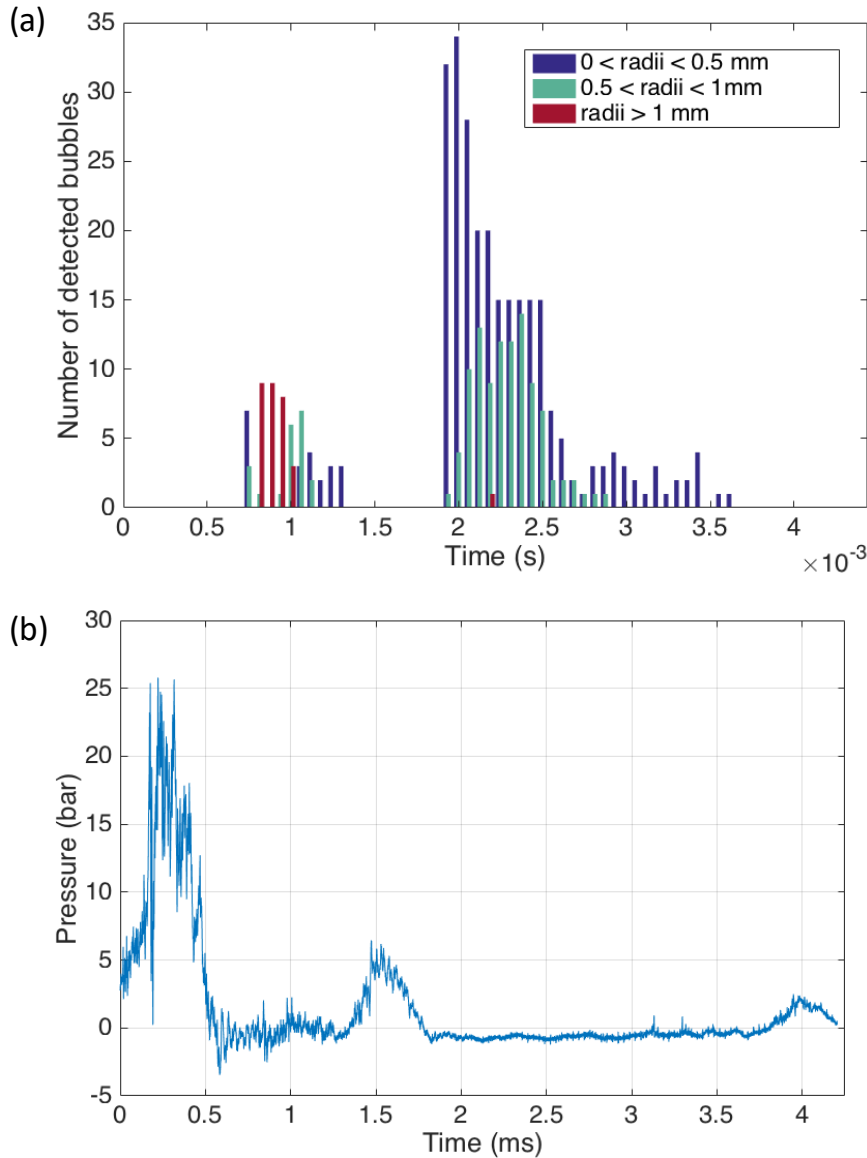 (a)
35
30
25
20
15
10
5
0
Number of detected bubbles
0 < radii < 0.5 mm
0.5 < radii < 1mm
radii > 1 mm
0 0.5 1 1.5 2 2.5 3 3.5 4
Time (s)
×10-3
(b)
30
25
20
15
10
5
0
-5
Pressure (bar)
0 0.5 1 1.5 2 2.5 3 3.5 4
Time (ms)